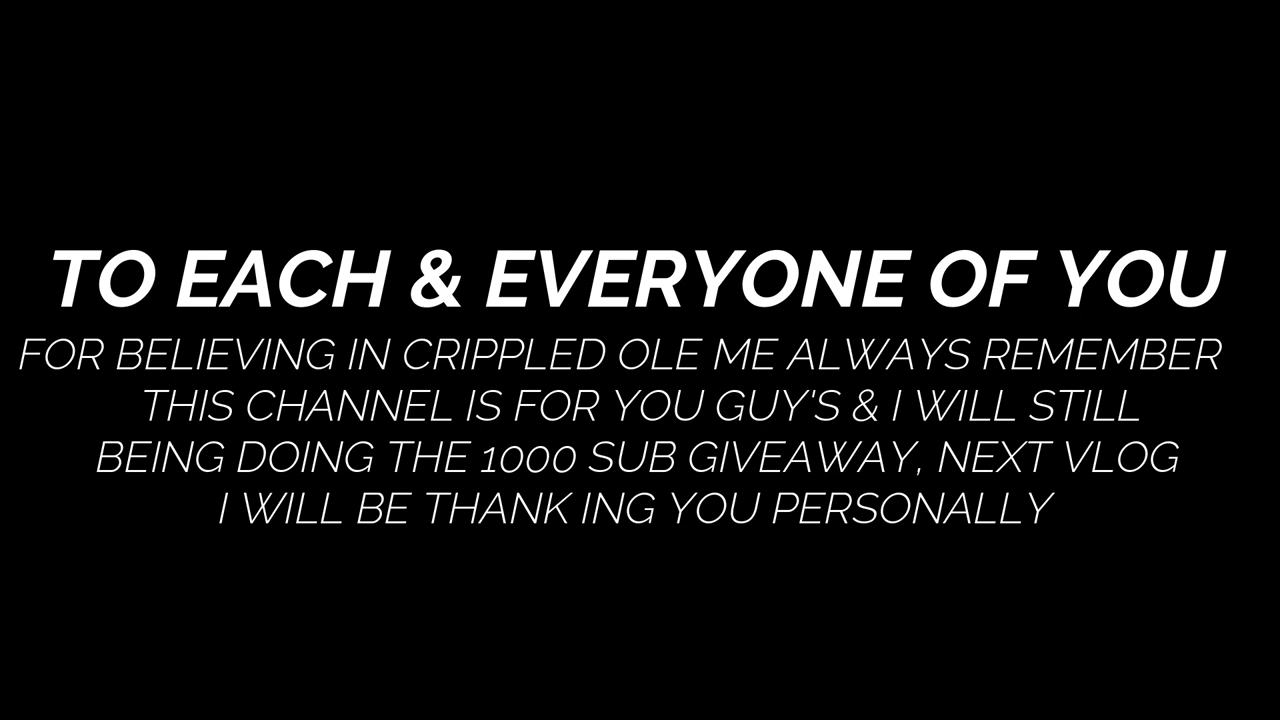 TO EACH & EVERYONE OF YOU
FOR BELIEVING IN CRIPPLED OLE ME ALWAYS REMEMBER
THIS CHANNEL IS FOR YOU GUY'S & I WILL STILL
BEING DOING THE 1000 SUB GIVEAWAY, NEXT VLOG
I WILL BE THANK ING YOU PERSONALLY